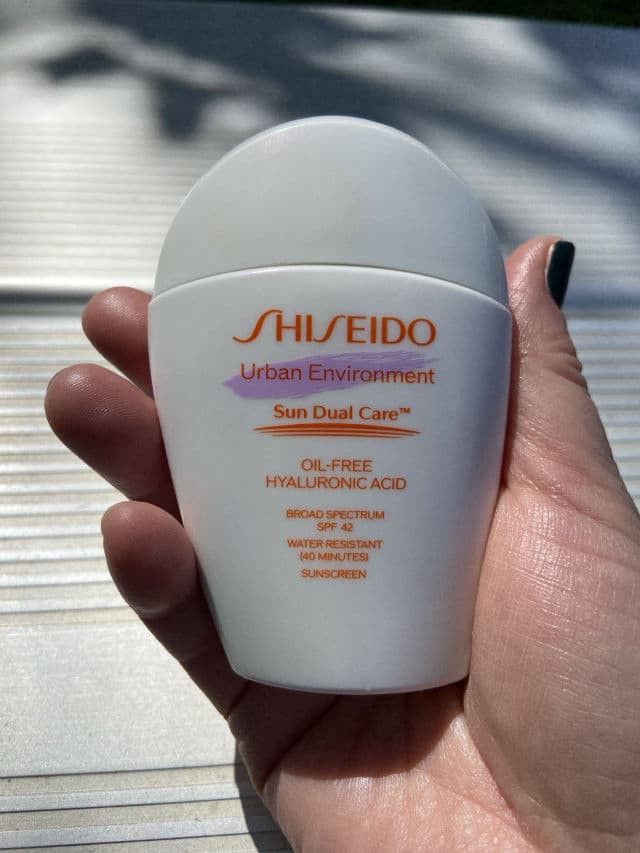 SHISEIDO
Urban Environment
Sun Dual Care™
OIL-FREE
HYALURONIC ACID
BROAD SPECTRUM
SPF 42
WATER RESISTANT
(40 MINUTES)
SUNSCREEN